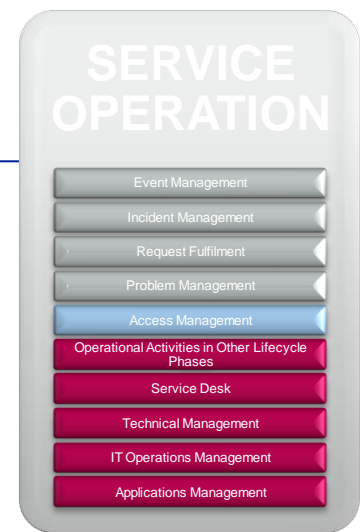 SERVICE
OPERATION
Event Management
Incident Management
Request Fulfilment
Problem Management
Access Management
Operational Activities in Other Lifecycle
Phases
Service Desk
Technical Management
IT Operations Management
Applications Management